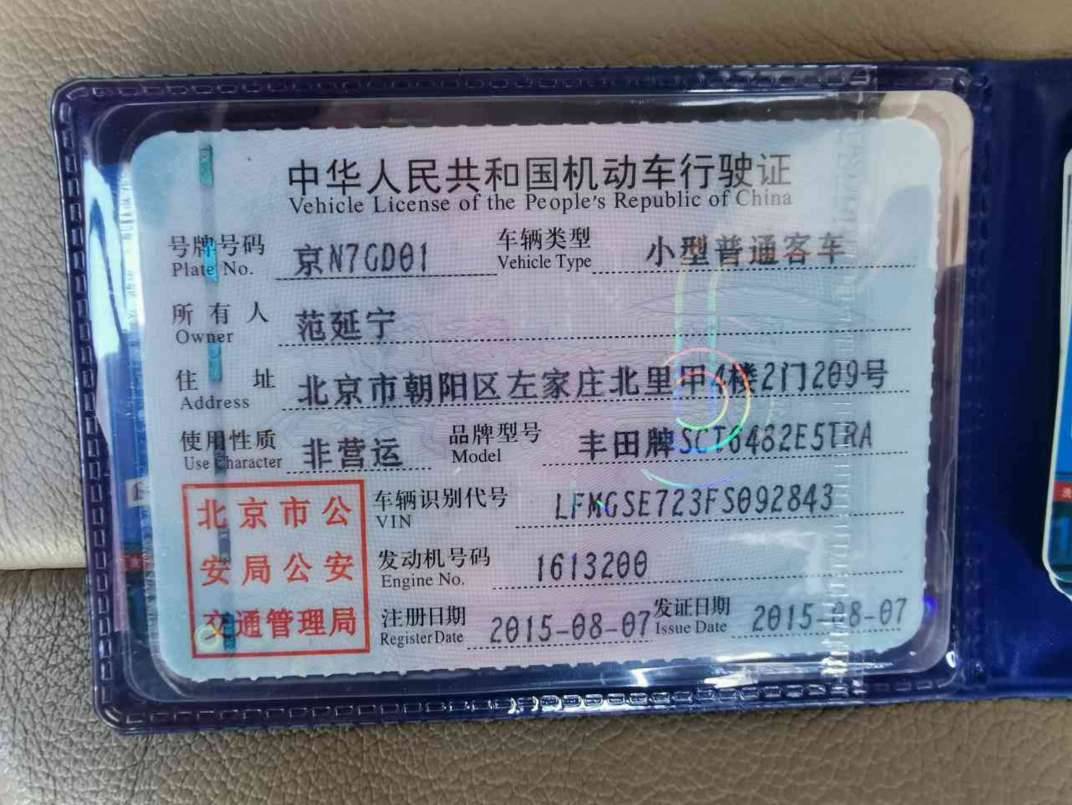 中华人民共和国机动车行驶证
Vehicle License of the People's Republic of China
号牌号码 京N7GD01 车辆类型 小型普通客车
Plate No. Vehicle Type
所有人 范延宁
Owner
住址 北京市朝阳区左家庄北里甲4楼2门209号
Address
使用性质 非营运 品牌型号 丰田牌SCT6482E5TRA
Use Character Model
北京市公安局公安交通管理局
车辆识别代号 LFMGSE723FS092843
VIN
发动机号码 1613200
Engine No.
注册日期 2015-08-07 发证日期 2015-08-07
Register Date Issue Date